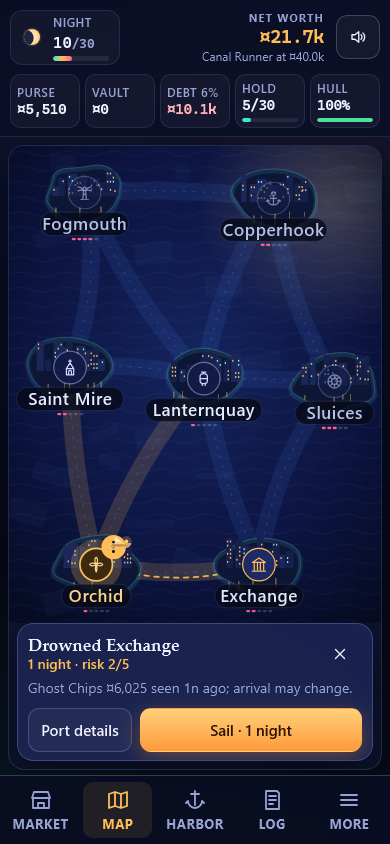 NIGHT
10/30
NET WORTH
¤21.7k
Canal Runner at ¤40.0k
PURSE
¤5,510
VAULT
¤0
DEBT 6%
¤10.1k
HOLD
5/30
HULL
100%
Fogmouth
Copperhook
Saint Mire
Lanternquay
Sluices
Orchid
Exchange
Drowned Exchange
1 night · risk 2/5
Ghost Chips ¤6,025 seen 1n ago; arrival may change.
Port details
Sail · 1 night
MARKET
MAP
HARBOR
LOG
MORE